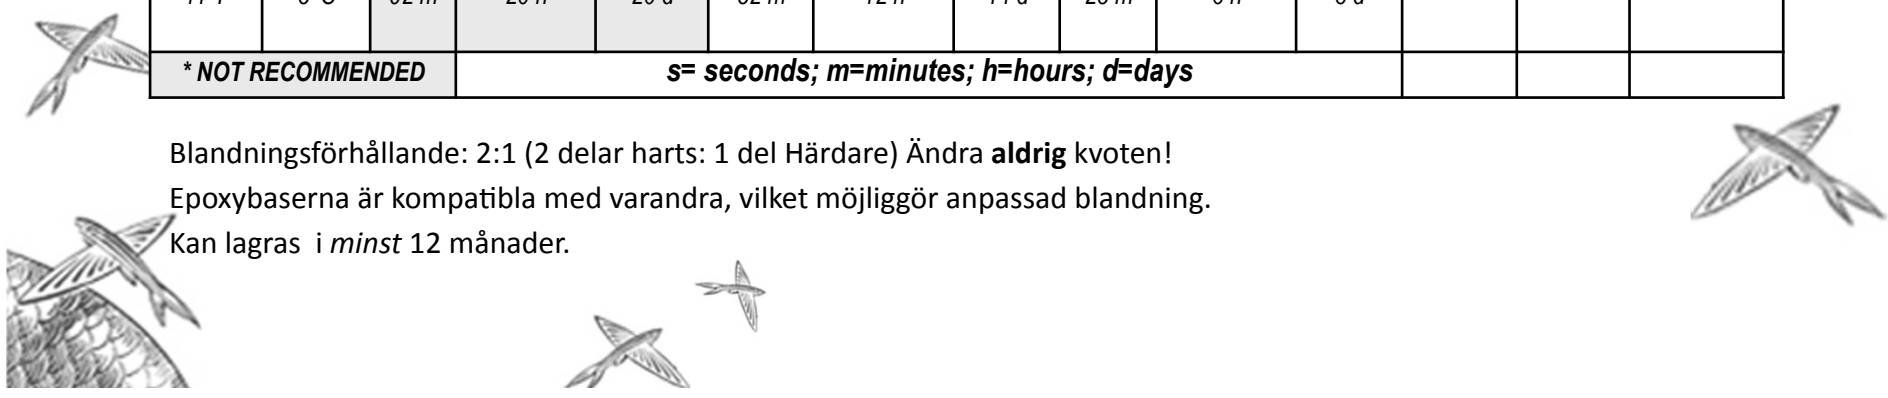 * NOT RECOMMENDED s= seconds; m=minutes; h=hours; d=days
Blandningsförhållande: 2:1 (2 delar harts: 1 del Härdare) Ändra aldrig kvoten!
Epoxybaserna är kompatibla med varandra, vilket möjliggör anpassad blandning.
Kan lagras i minst 12 månader.